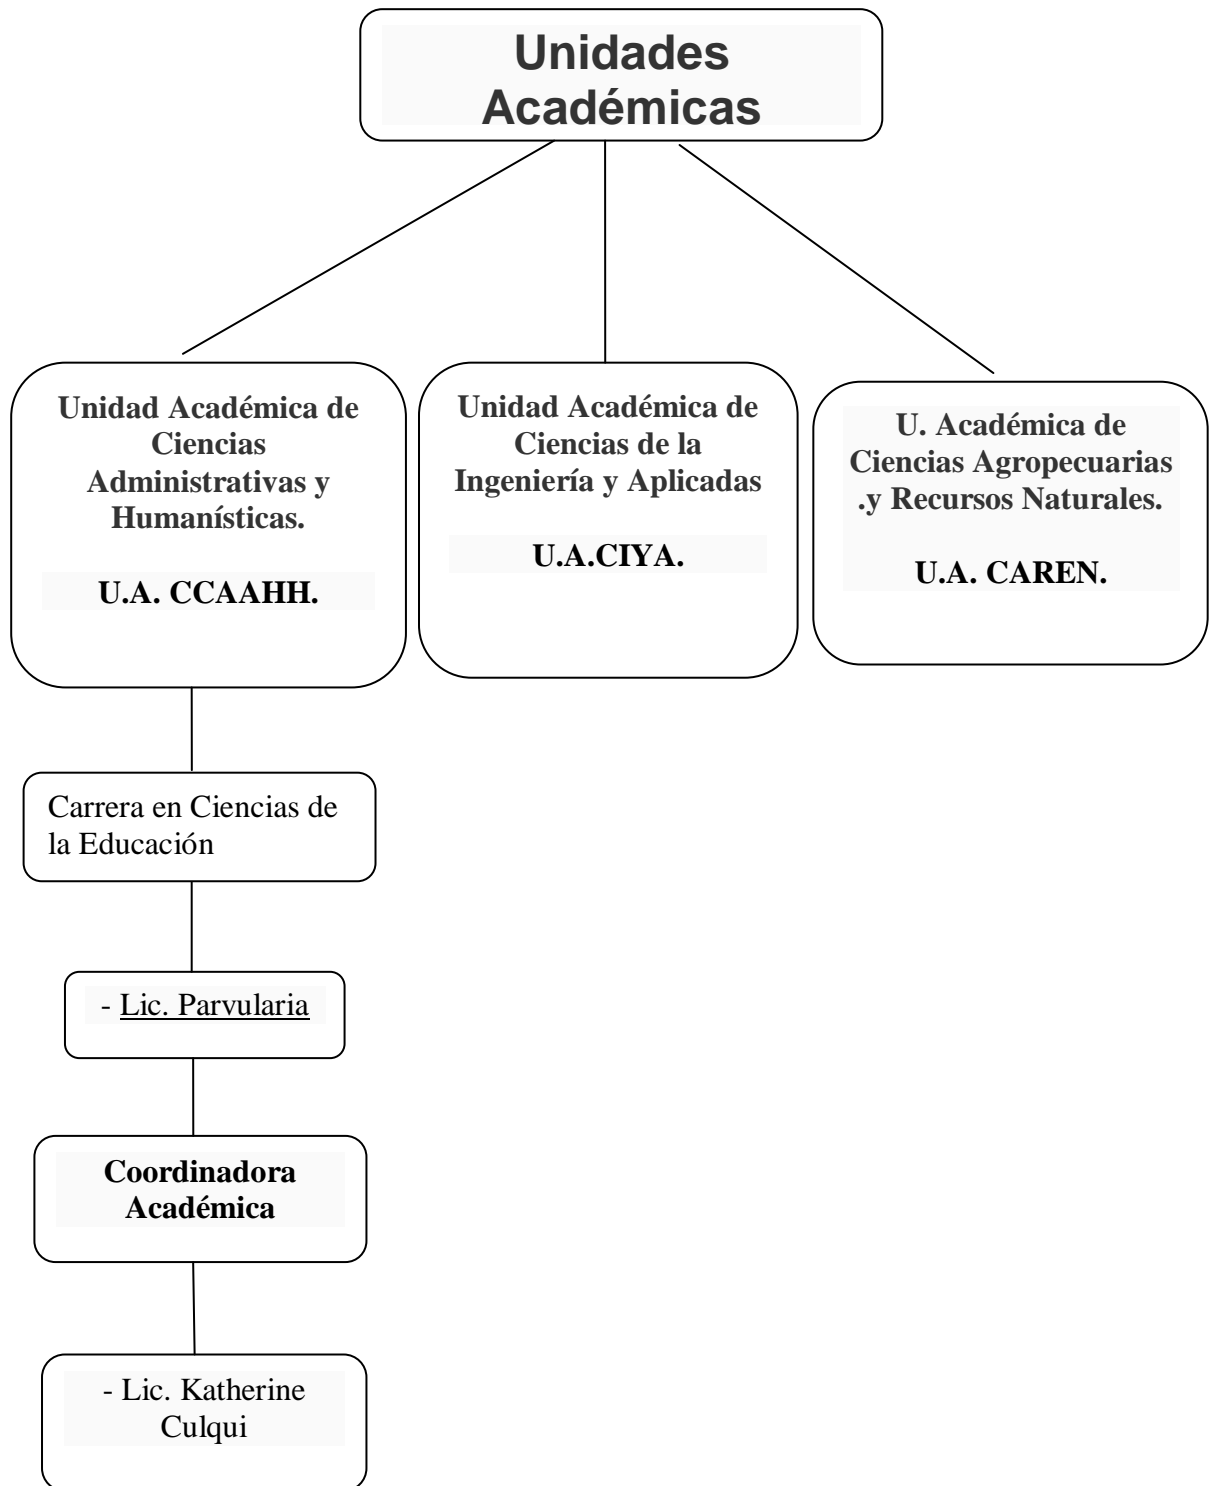 Unidades
Académicas
Unidad Académica de
Ciencias
Administrativas y
Humanísticas.
U.A. CCAAHH.
Unidad Académica de
Ciencias de la
Ingeniería y Aplicadas
U.A.CIYA.
U. Académica de
Ciencias Agropecuarias
.y Recursos Naturales.
U.A. CAREN.
Carrera en Ciencias de
la Educación
- Lic. Parvularia
Coordinadora
Académica
- Lic. Katherine
Culqui